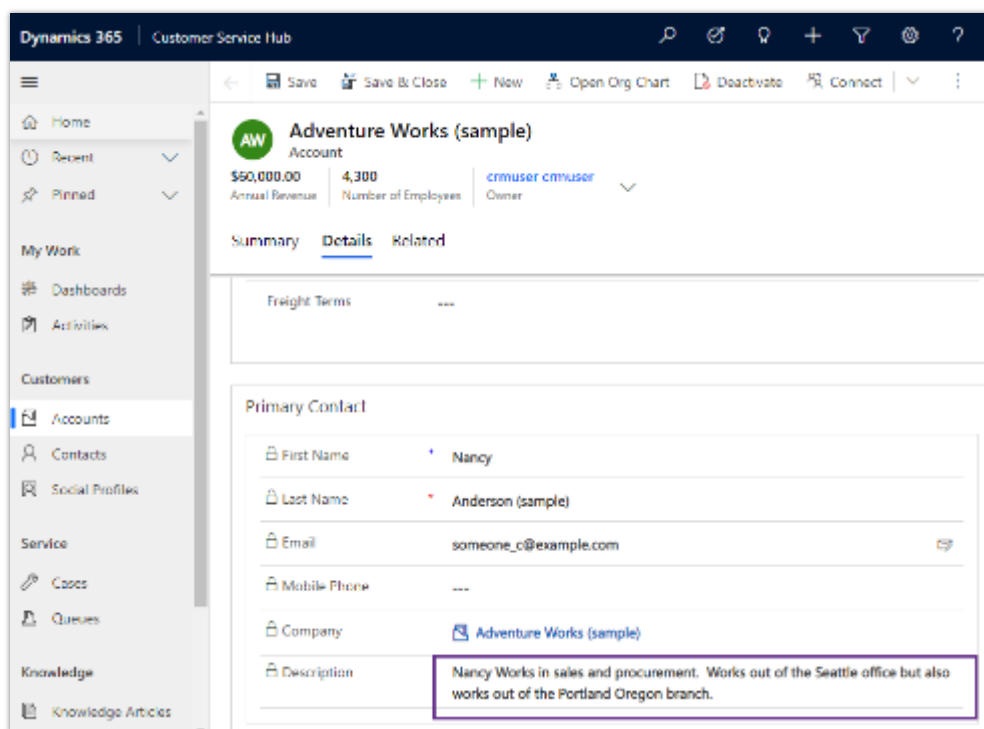 Dynamics 365 Customer Service Hub
Save Save & Close New Open Org Chart Deactivate Connect
Home
Recent
Pinned
My Work
Dashboards
Activities
Customers
Accounts
Contacts
Social Profiles
Service
Cases
Queues
Knowledge
Knowledge Articles
AW
Adventure Works (sample)
Account
$60,000.00 4,300 crmuser crmuser
Annual Revenue Number of Employees Owner
Summary Details Related
Freight Terms ---
Primary Contact
First Name * Nancy
Last Name * Anderson (sample)
Email someone_c@example.com
Mobile Phone ---
Company Adventure Works (sample)
Description Nancy Works in sales and procurement. Works out of the Seattle office but also
works out of the Portland Oregon branch.